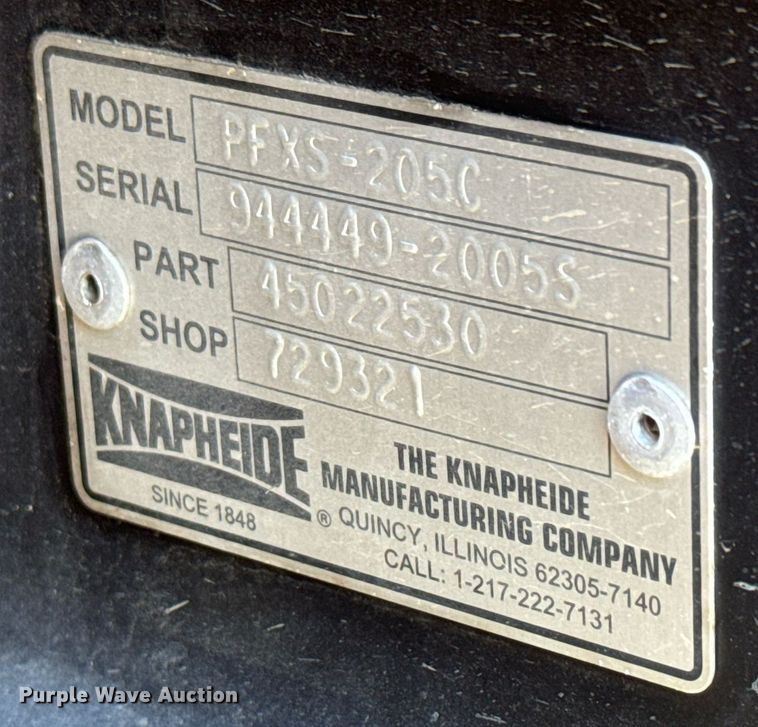 MODEL PFXS-205C
SERIAL 944449-2005S
PART 45022530
SHOP 729321
KNAPHEIDE
SINCE 1848
®
THE KNAPHEIDE
MANUFACTURING COMPANY
QUINCY, ILLINOIS 62305-7140
CALL: 1-217-222-7131
Purple Wave Auction